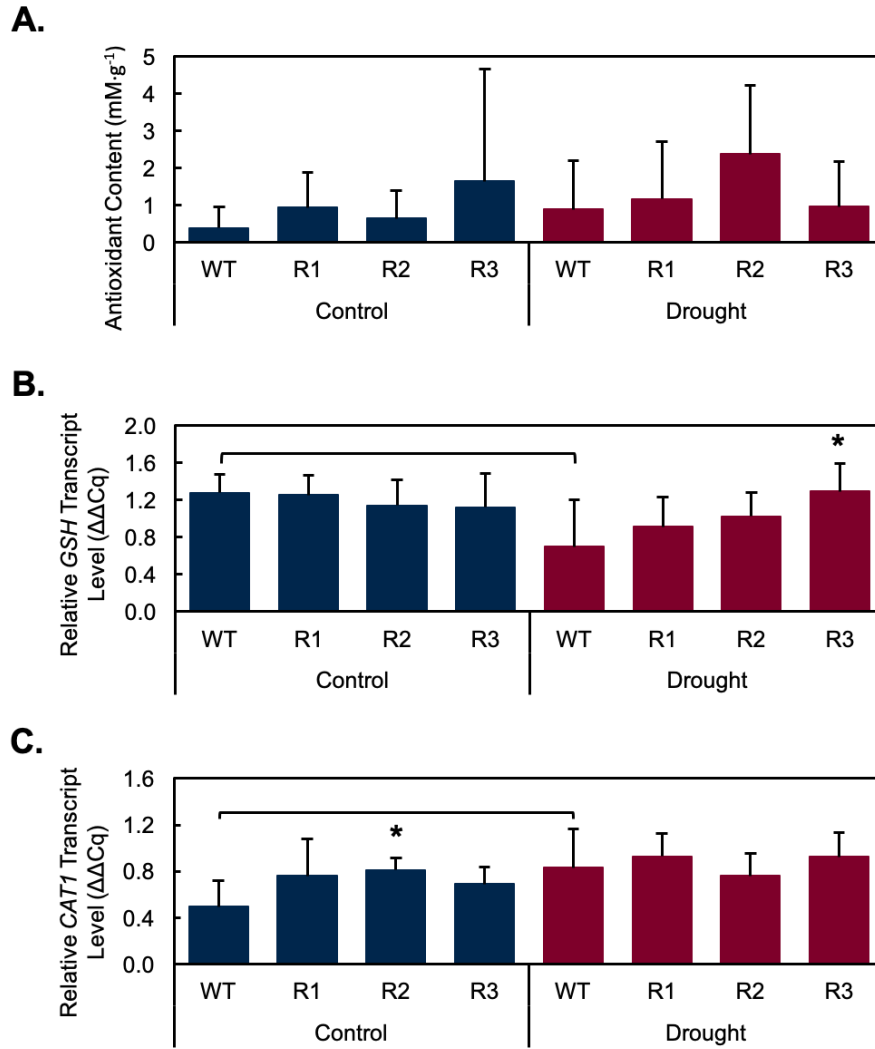 A.
Antioxidant Content (mM·g⁻¹)
5
4
3
2
1
0
WT R1 R2 R3 WT R1 R2 R3
Control Drought
B.
Relative GSH Transcript
Level (ΔΔCq)
2.0
1.6
1.2
0.8
0.4
0.0
*
WT R1 R2 R3 WT R1 R2 R3
Control Drought
C.
Relative CAT1 Transcript
Level (ΔΔCq)
1.6
1.2
0.8
0.4
0.0
*
WT R1 R2 R3 WT R1 R2 R3
Control Drought